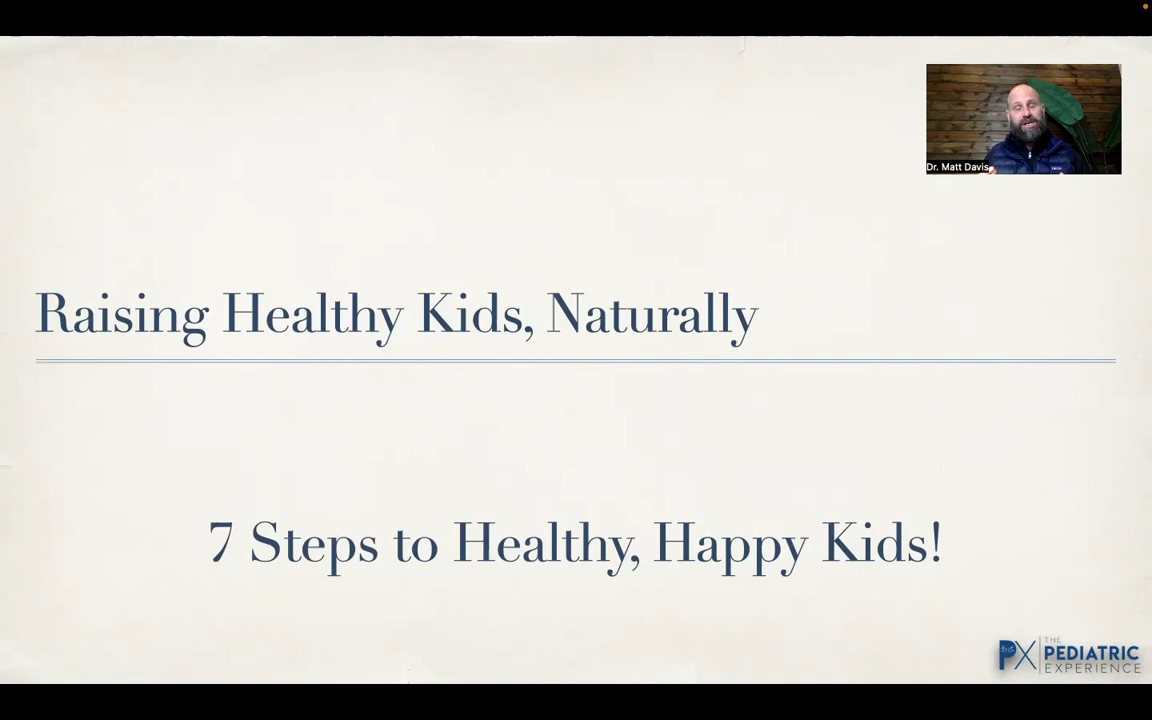 Dr. Matt Davis
Raising Healthy Kids, Naturally
7 Steps to Healthy, Happy Kids!
PX
THE
PEDIATRIC
EXPERIENCE